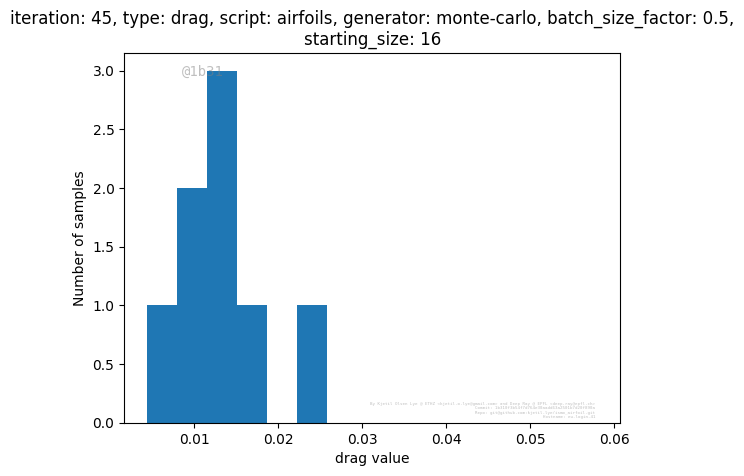 iteration: 45, type: drag, script: airfoils, generator: monte-carlo, batch_size_factor: 0.5,
starting_size: 16
@1b31
3.0
2.5
2.0
1.5
1.0
0.5
0.0
Number of samples
0.01 0.02 0.03 0.04 0.05 0.06
drag value